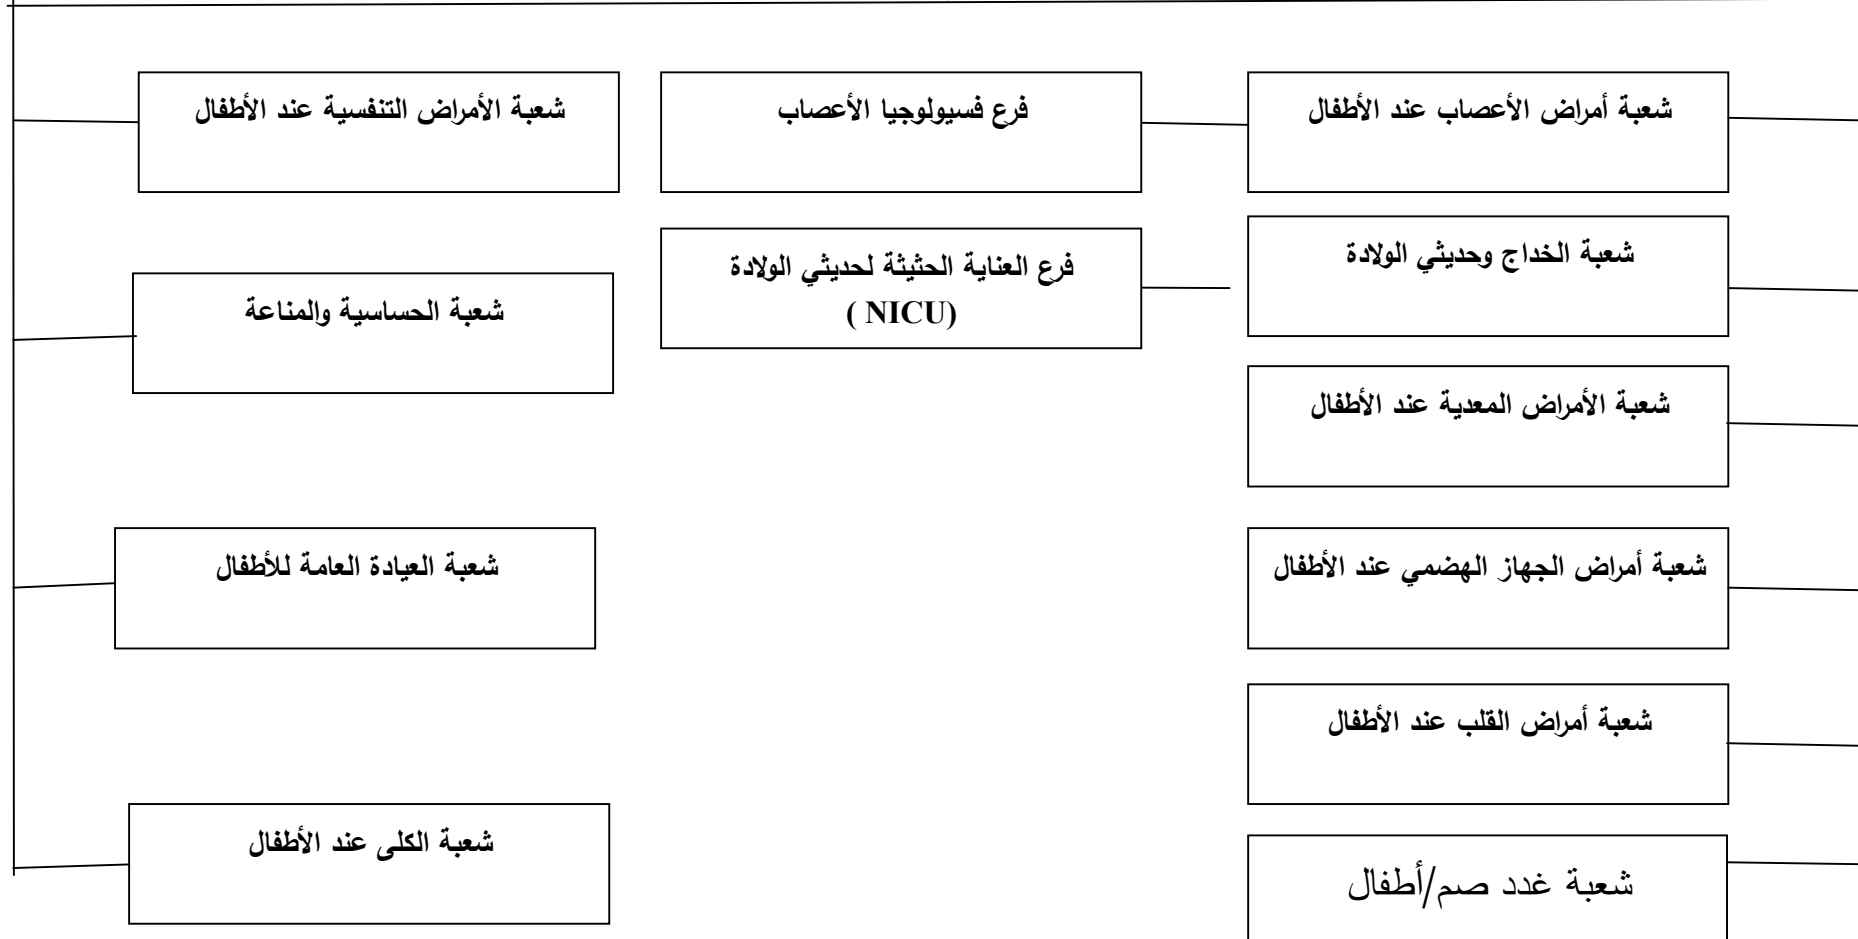 شعبة أمراض الأعصاب عند الأطفال
فرع فسيولوجيا الأعصاب
شعبة الأمراض التنفسية عند الأطفال
شعبة الخداج وحديثي الولادة
فرع العناية الحثيثة لحديثي الولادة
( NICU)
شعبة الحساسية والمناعة
شعبة الأمراض المعدية عند الأطفال
شعبة أمراض الجهاز الهضمي عند الأطفال
شعبة العيادة العامة للأطفال
شعبة أمراض القلب عند الأطفال
شعبة الكلى عند الأطفال
شعبة غدد صم/أطفال